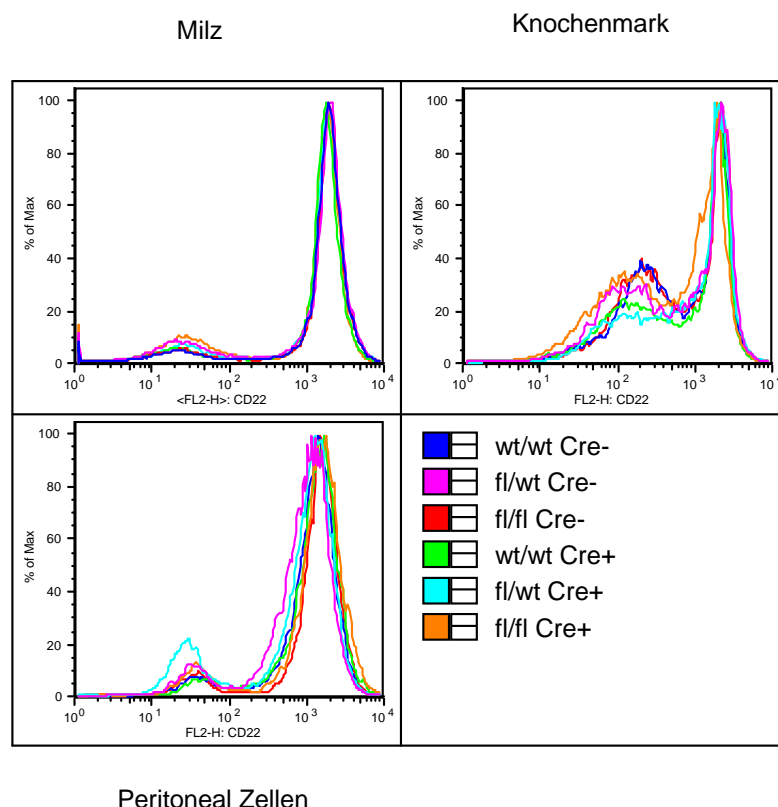 Milz
Knochenmark
% of Max
100
80
60
40
20
0
10^0 10^1 10^2 10^3 10^4
<FL2-H>: CD22
% of Max
100
80
60
40
20
0
10^0 10^1 10^2 10^3 10^4
FL2-H: CD22
% of Max
100
80
60
40
20
0
10^0 10^1 10^2 10^3 10^4
FL2-H: CD22
wt/wt Cre-
fl/wt Cre-
fl/fl Cre-
wt/wt Cre+
fl/wt Cre+
fl/fl Cre+
Peritoneal Zellen